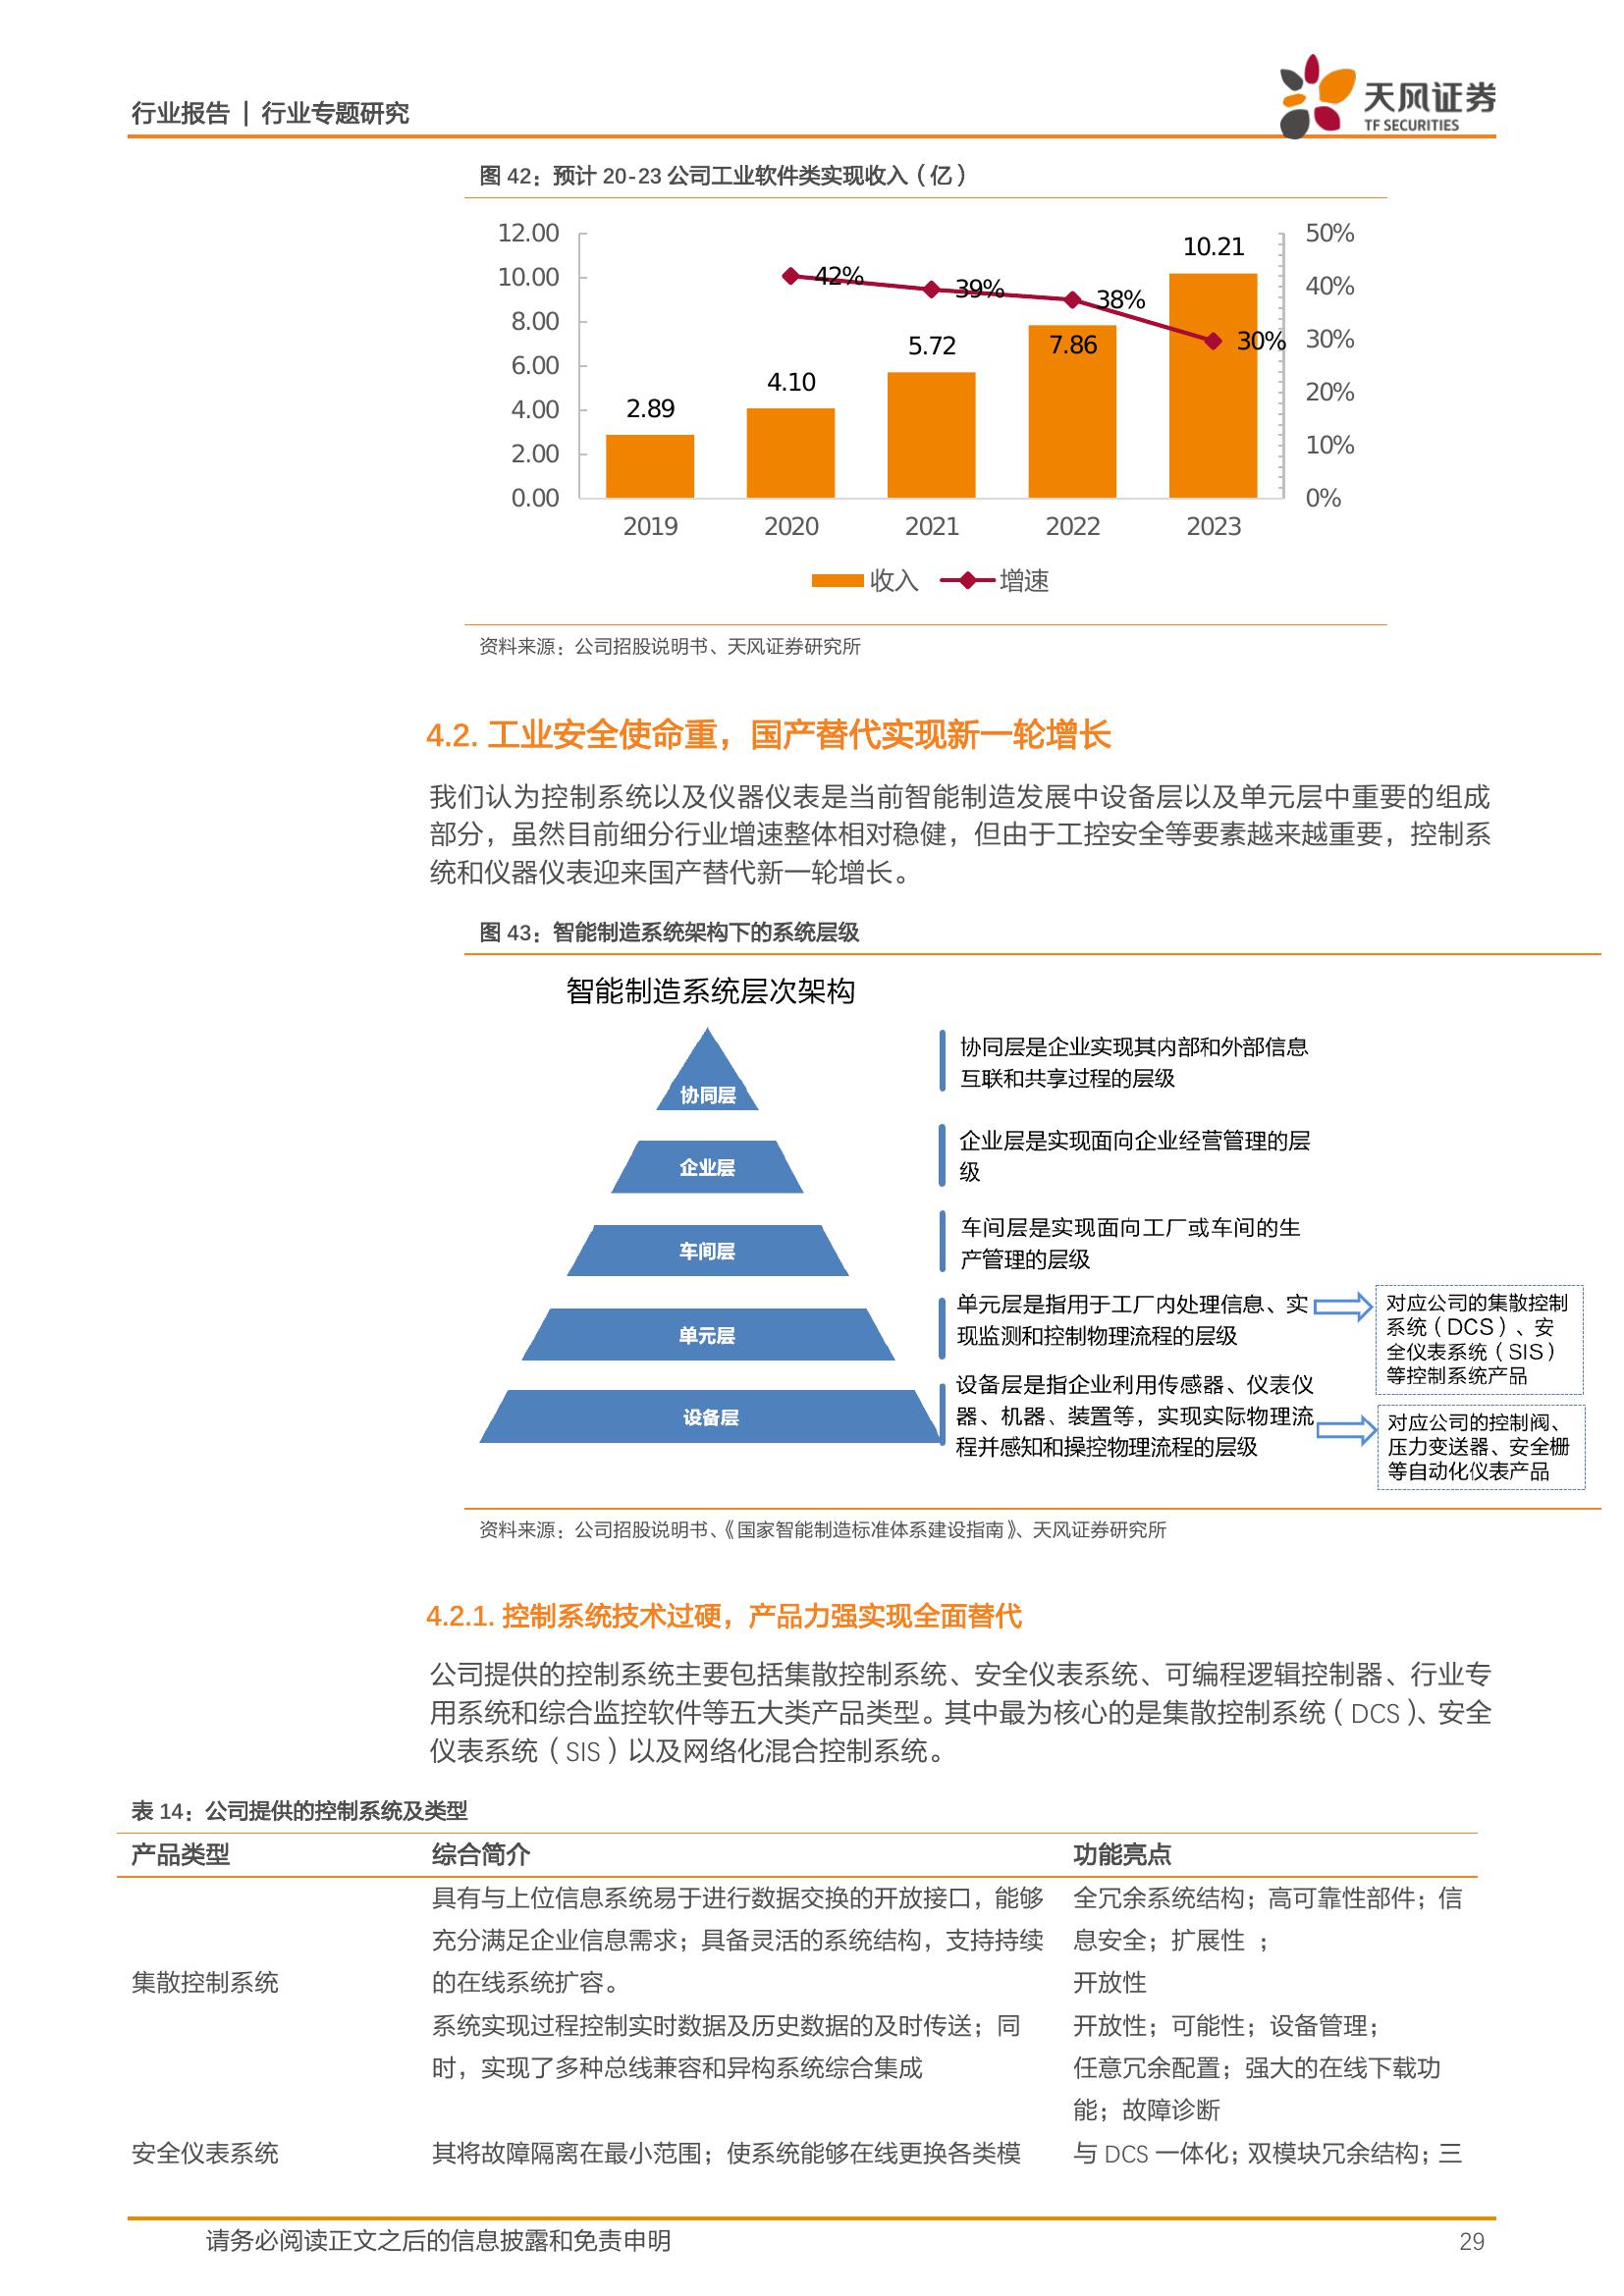 行业报告 | 行业专题研究
天风证券
TF SECURITIES
图 42：预计 20-23 公司工业软件类实现收入（亿）
12.00
10.00
8.00
6.00
4.00
2.00
0.00
50%
40%
30%
20%
10%
0%
2.89
4.10
5.72
7.86
10.21
42%
39%
38%
30%
2019
2020
2021
2022
2023
收入
增速
资料来源：公司招股说明书、天风证券研究所
4.2. 工业安全使命重，国产替代实现新一轮增长
我们认为控制系统以及仪器仪表是当前智能制造发展中设备层以及单元层中重要的组成
部分，虽然目前细分行业增速整体相对稳健，但由于工控安全等要素越来越重要，控制系
统和仪器仪表迎来国产替代新一轮增长。
图 43：智能制造系统架构下的系统层级
智能制造系统层次架构
协同层
协同层是企业实现其内部和外部信息
互联和共享过程的层级
企业层
企业层是实现面向企业经营管理的层
级
车间层
车间层是实现面向工厂或车间的生
产管理的层级
单元层
单元层是指用于工厂内处理信息、实
现监测和控制物理流程的层级
对应公司的集散控制
系统（DCS）、安
全仪表系统（SIS）
等控制系统产品
设备层
设备层是指企业利用传感器、仪表仪
器、机器、装置等，实现实际物理流
程并感知和操控物理流程的层级
对应公司的控制阀、
压力变送器、安全栅
等自动化仪表产品
资料来源：公司招股说明书、《国家智能制造标准体系建设指南》、天风证券研究所
4.2.1. 控制系统技术过硬，产品力强实现全面替代
公司提供的控制系统主要包括集散控制系统、安全仪表系统、可编程逻辑控制器、行业专
用系统和综合监控软件等五大类产品类型。其中最为核心的是集散控制系统（DCS）、安全
仪表系统（SIS）以及网络化混合控制系统。
表 14：公司提供的控制系统及类型
产品类型 综合简介 功能亮点
具有与上位信息系统易于进行数据交换的开放接口，能够 全冗余系统结构；高可靠性部件；信
充分满足企业信息需求；具备灵活的系统结构，支持持续 息安全；扩展性 ；
集散控制系统 的在线系统扩容。 开放性
系统实现过程控制实时数据及历史数据的及时传送；同 开放性；可能性；设备管理；
时，实现了多种总线兼容和异构系统综合集成 任意冗余配置；强大的在线下载功
能；故障诊断
安全仪表系统 其将故障隔离在最小范围；使系统能够在线更换各类模 与 DCS 一体化；双模块冗余结构；三
请务必阅读正文之后的信息披露和免责申明 29